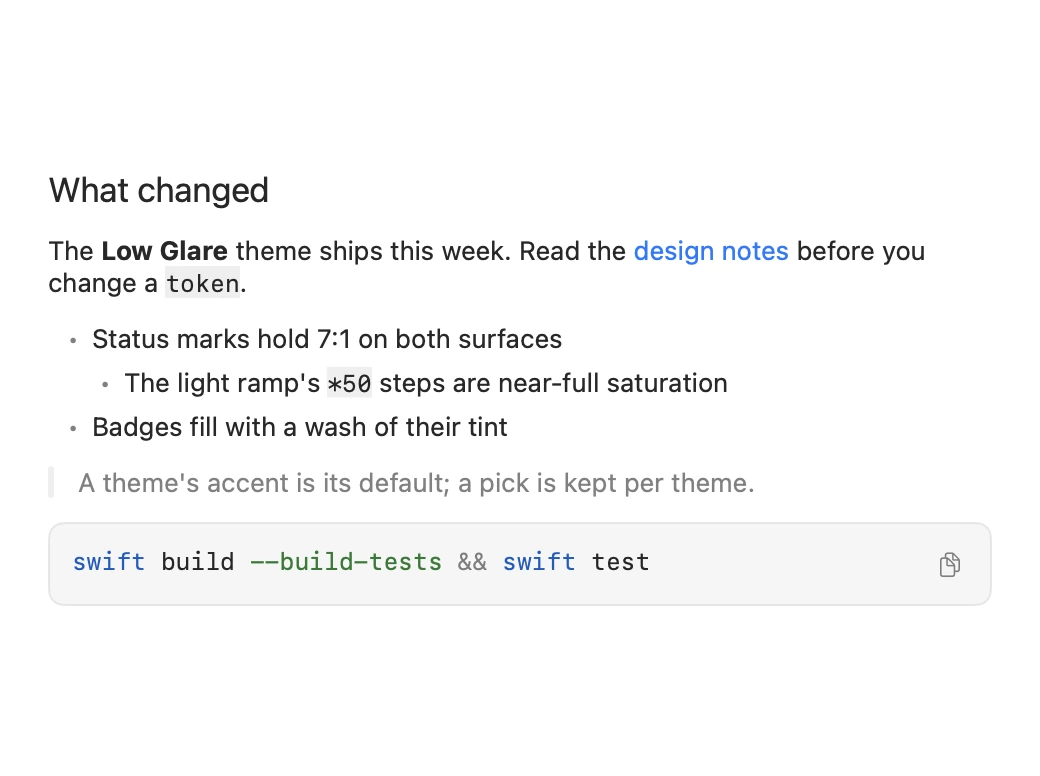 What changed
The Low Glare theme ships this week. Read the design notes before you
change a token.
• Status marks hold 7:1 on both surfaces
• The light ramp's *50 steps are near-full saturation
• Badges fill with a wash of their tint
A theme's accent is its default; a pick is kept per theme.
swift build --build-tests && swift test